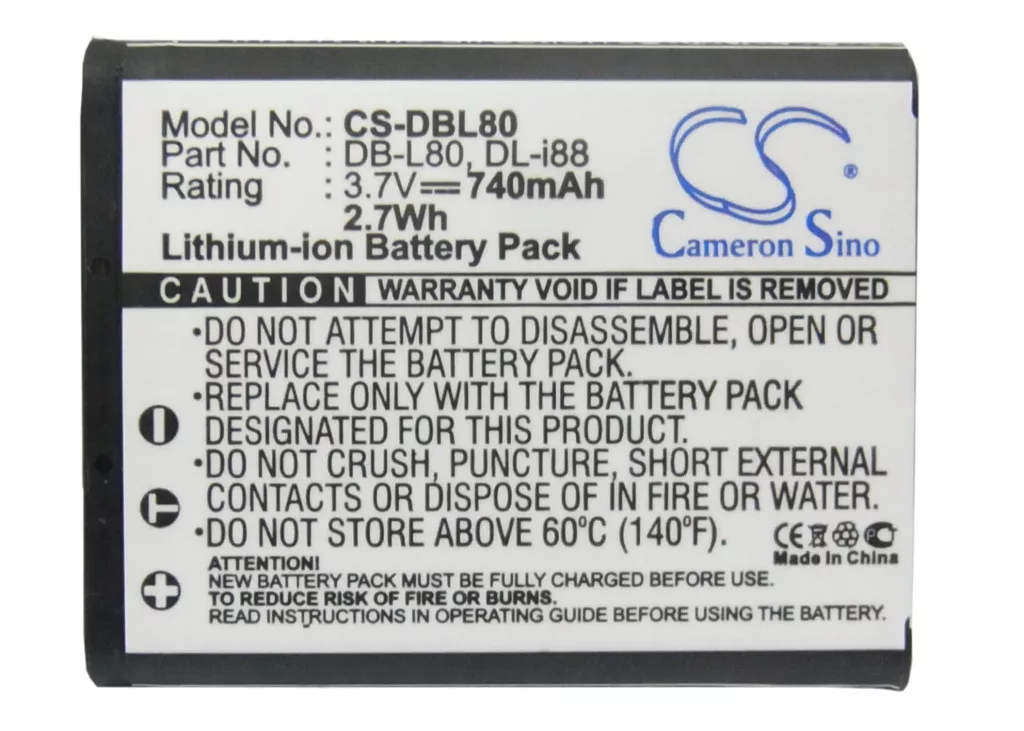 Model No.: CS-DBL80
Part No. : DB-L80, DL-i88
Rating : 3.7V⎓740mAh
2.7Wh
Lithium-ion Battery Pack
CS ®
Cameron Sino
CAUTION WARRANTY VOID IF LABEL IS REMOVED
•DO NOT ATTEMPT TO DISASSEMBLE, OPEN OR
SERVICE THE BATTERY PACK.
•REPLACE ONLY WITH THE BATTERY PACK
DESIGNATED FOR THIS PRODUCT.
•DO NOT CRUSH, PUNCTURE, SHORT EXTERNAL
CONTACTS OR DISPOSE OF IN FIRE OR WATER.
•DO NOT STORE ABOVE 60°C (140°F).
CE
Made In China
ATTENTION!
NEW BATTERY PACK MUST BE FULLY CHARGED BEFORE USE.
TO REDUCE RISK OF FIRE OR BURNS.
READ INSTRUCTIONS IN OPERATING GUIDE BEFORE USING THE BATTERY.
− T +